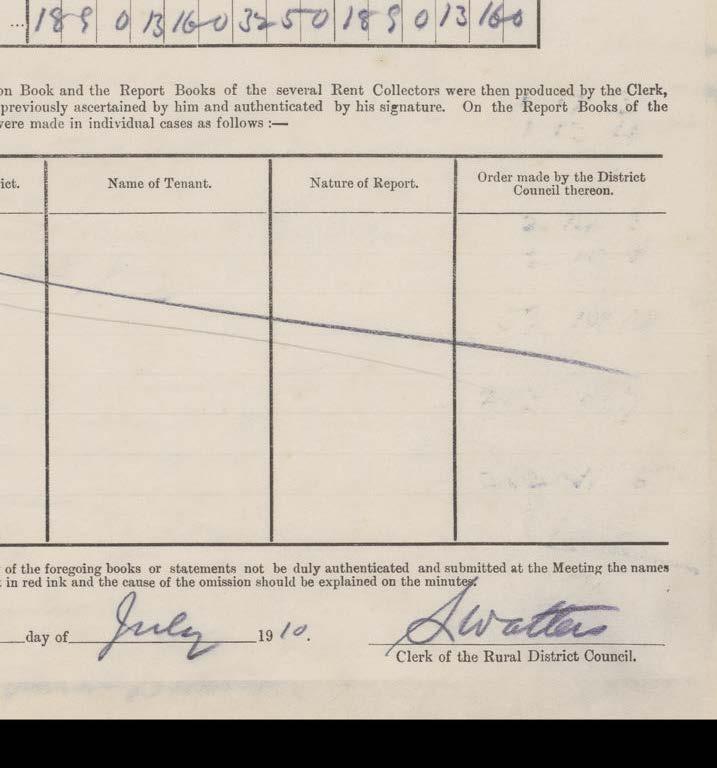 ... 18 9 0 13 16 0 32 5 0 18 9 0 13 16 0
on Book and the Report Books of the several Rent Collectors were then produced by the Clerk,
previously ascertained by him and authenticated by his signature. On the Report Books of the
vere made in individual cases as follows :—
ict. Name of Tenant. Nature of Report. Order made by the District
Council thereon.
of the foregoing books or statements not be duly authenticated and submitted at the Meeting the names
in red ink and the cause of the omission should be explained on the minutes.
day of July 1910.
S Watters
Clerk of the Rural District Council.